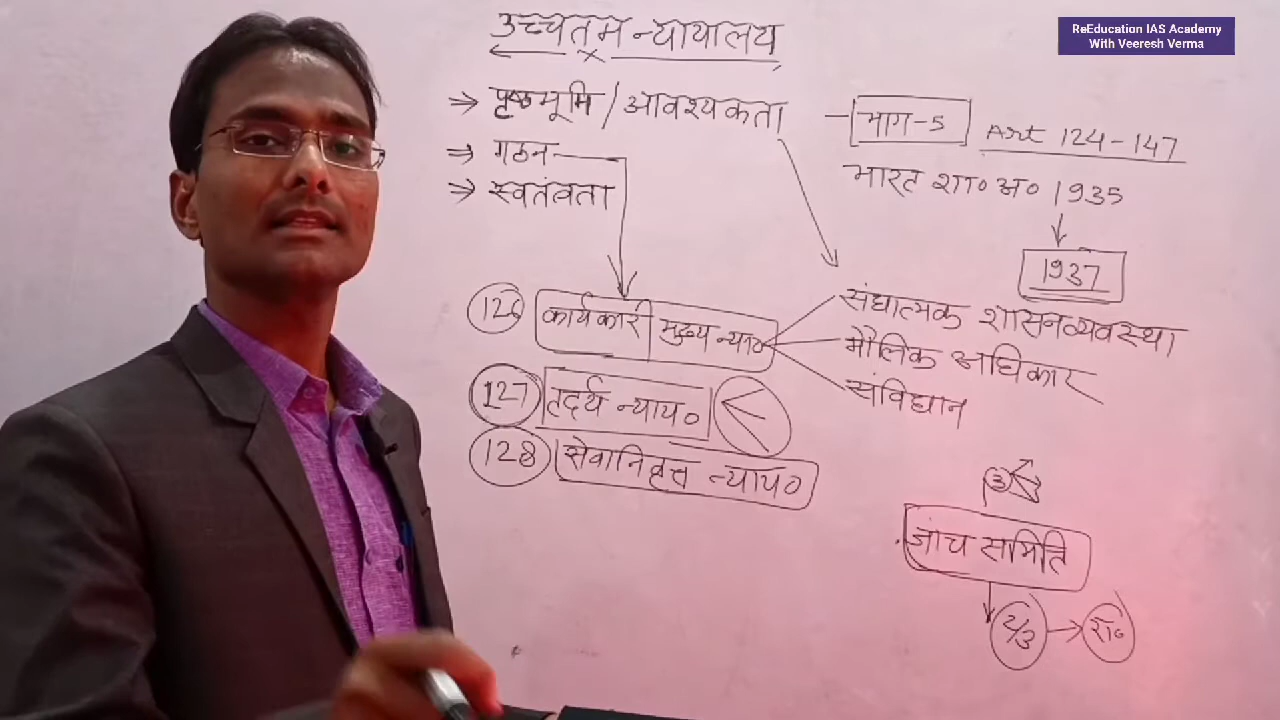 उच्चतम न्यायालय
ReEducation IAS Academy
With Veeresh Verma
⇒ पृष्ठभूमि / आवश्यकता
⇒ गठन
⇒ स्वतंत्रता
भाग-5 Art 124-147
भारत शा० अ० 1935
1937
126 कार्यकारी मुख्य न्या०
127 तदर्थ न्याय०
128 सेवानिवृत्त न्याय०
संघात्मक शासनव्यवस्था
मौलिक अधिकार
संविधान
3
जांच समिति
2/3 → रा०